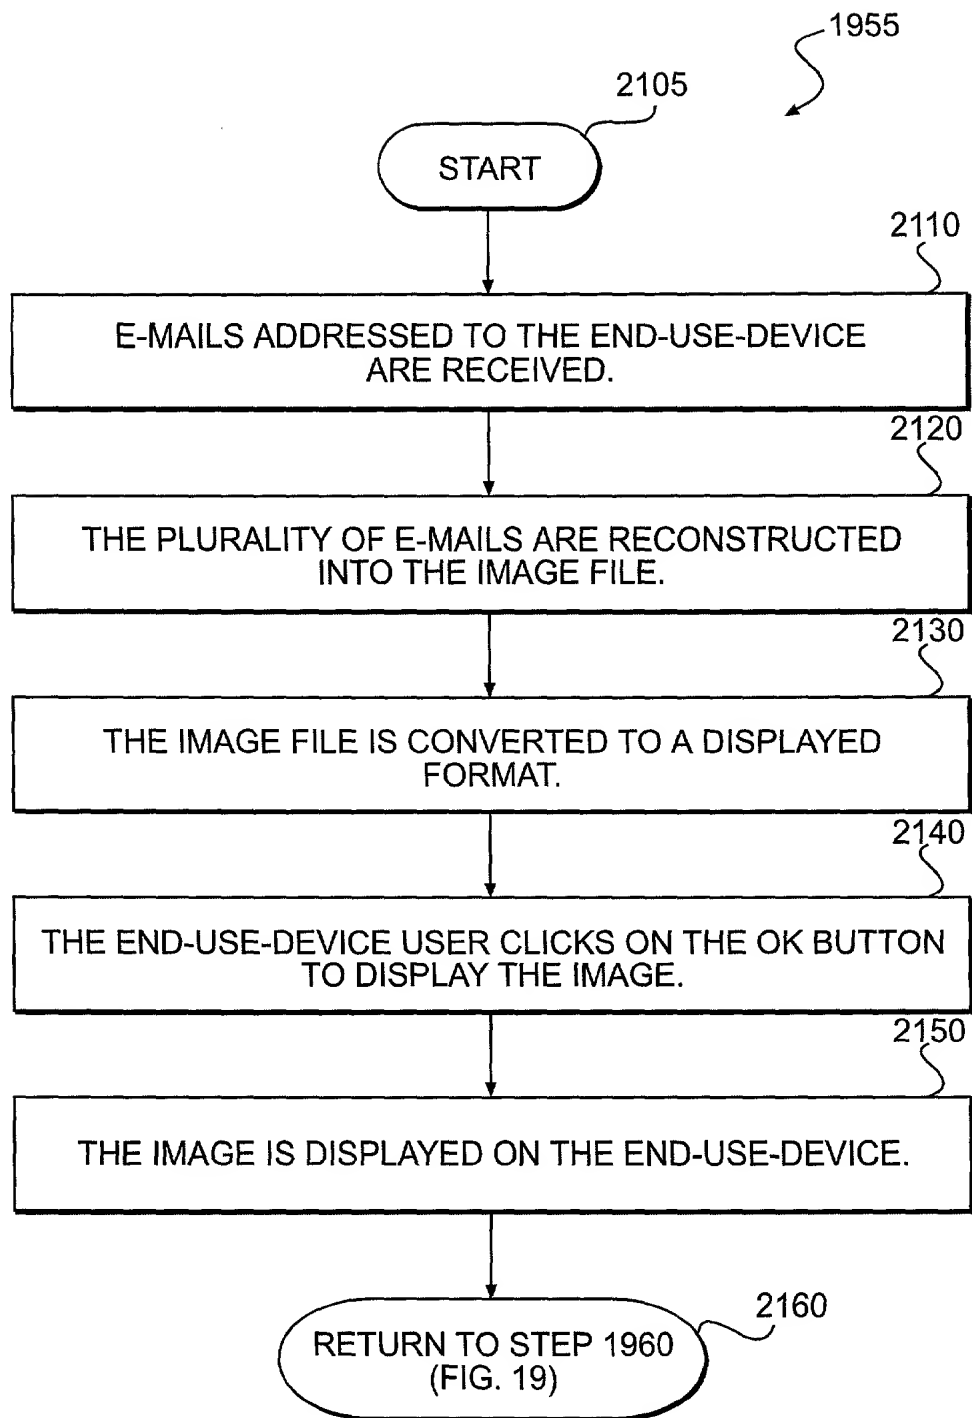 1955
2105
START
2110
E-MAILS ADDRESSED TO THE END-USE-DEVICE
ARE RECEIVED.
2120
THE PLURALITY OF E-MAILS ARE RECONSTRUCTED
INTO THE IMAGE FILE.
2130
THE IMAGE FILE IS CONVERTED TO A DISPLAYED
FORMAT.
2140
THE END-USE-DEVICE USER CLICKS ON THE OK BUTTON
TO DISPLAY THE IMAGE.
2150
THE IMAGE IS DISPLAYED ON THE END-USE-DEVICE.
2160
RETURN TO STEP 1960
(FIG. 19)